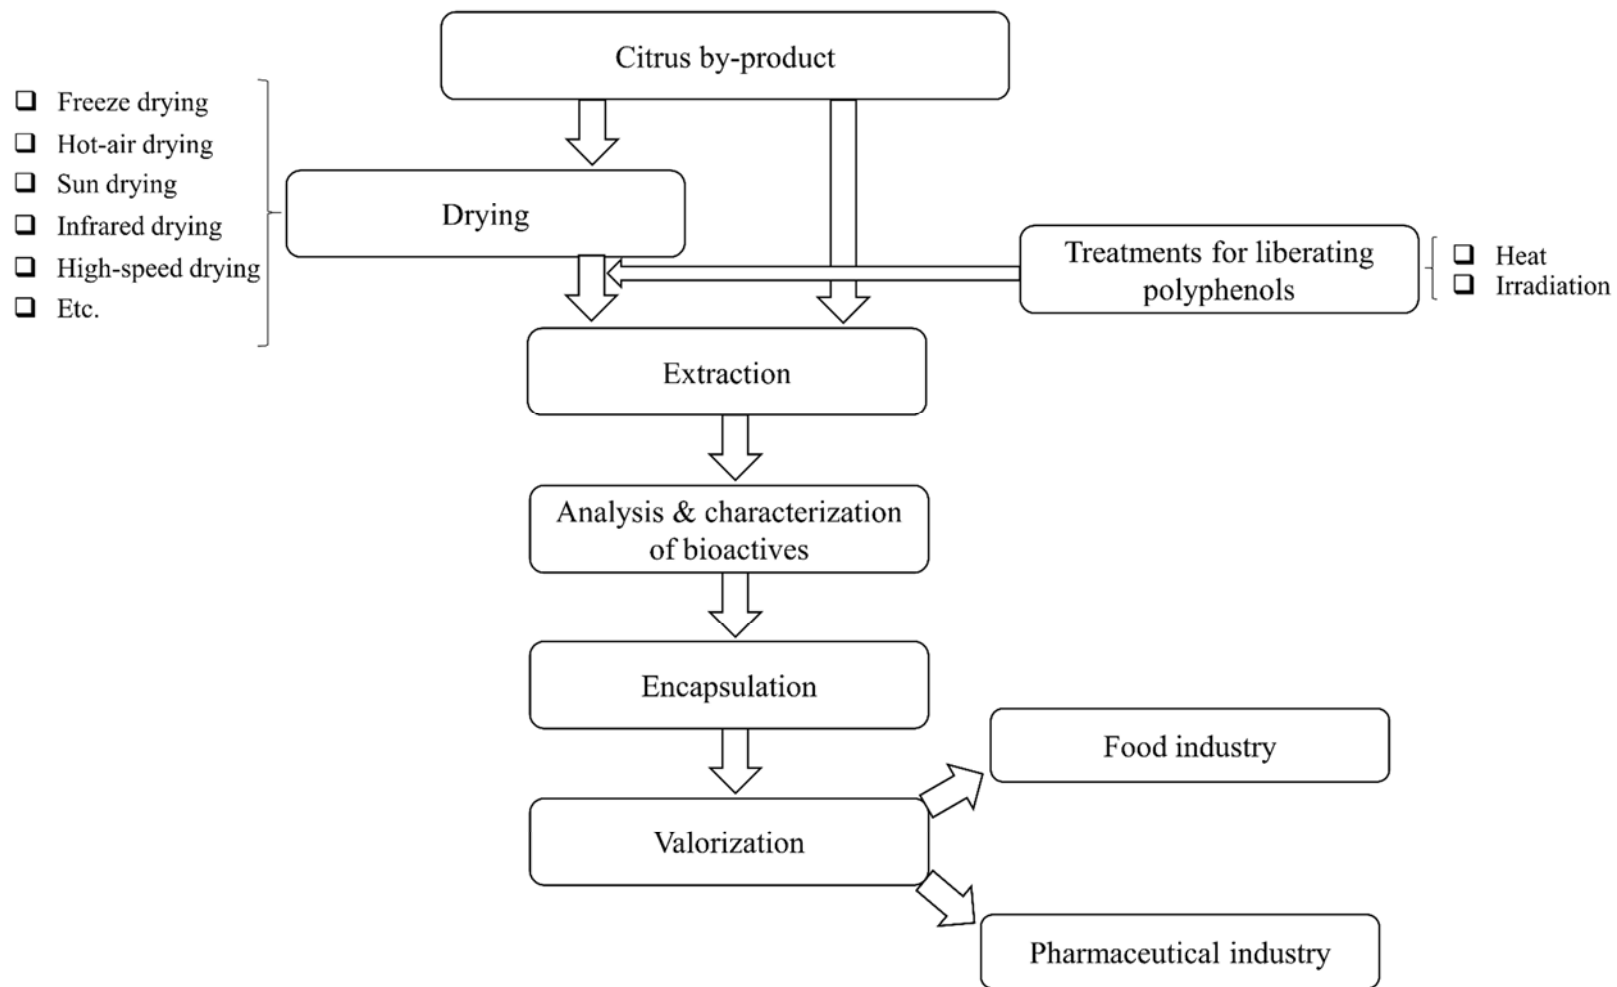 Citrus by-product
Freeze drying
Hot-air drying
Sun drying
Infrared drying
High-speed drying
Etc.
Drying
Treatments for liberating
polyphenols
Heat
Irradiation
Extraction
Analysis & characterization
of bioactives
Encapsulation
Valorization
Food industry
Pharmaceutical industry